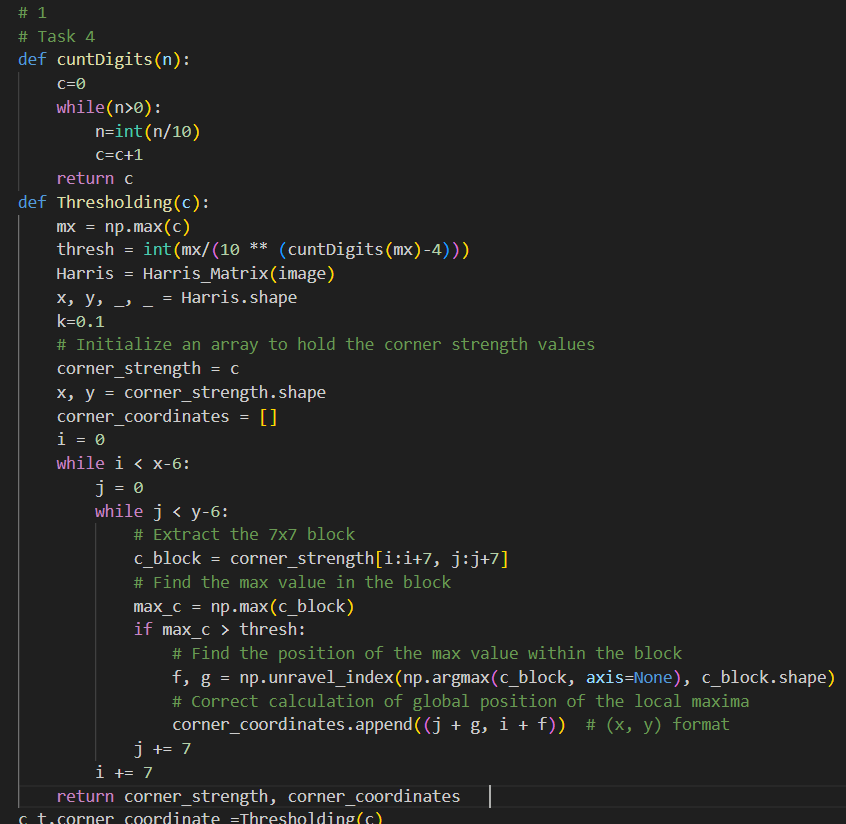 # 1
# Task 4
def cuntDigits(n):
    c=0
    while(n>0):
        n=int(n/10)
        c=c+1
    return c
def Thresholding(c):
    mx = np.max(c)
    thresh = int(mx/(10 ** (cuntDigits(mx)-4)))
    Harris = Harris_Matrix(image)
    x, y, _, _ = Harris.shape
    k=0.1
    # Initialize an array to hold the corner strength values
    corner_strength = c
    x, y = corner_strength.shape
    corner_coordinates = []
    i = 0
    while i < x-6:
        j = 0
        while j < y-6:
            # Extract the 7x7 block
            c_block = corner_strength[i:i+7, j:j+7]
            # Find the max value in the block
            max_c = np.max(c_block)
            if max_c > thresh:
                # Find the position of the max value within the block
                f, g = np.unravel_index(np.argmax(c_block, axis=None), c_block.shape)
                # Correct calculation of global position of the local maxima
                corner_coordinates.append((j + g, i + f))  # (x, y) format
            j += 7
        i += 7
    return corner_strength, corner_coordinates
c_t,corner_coordinate =Thresholding(c)